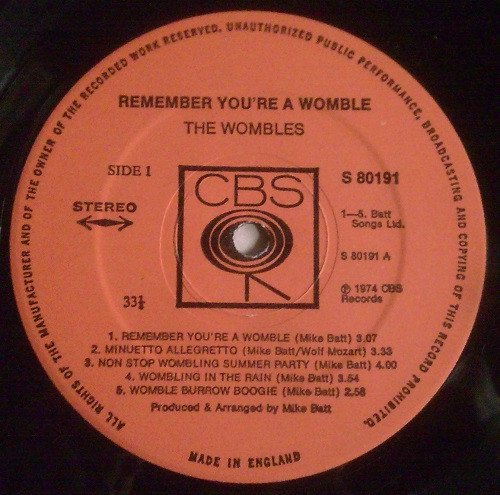 ALL RIGHTS OF THE MANUFACTURER AND OF THE OWNER OF THE RECORDED WORK RESERVED. UNAUTHORIZED PUBLIC PERFORMANCE, BROADCASTING AND COPYING OF THIS RECORD PROHIBITED.
REMEMBER YOU'RE A WOMBLE
THE WOMBLES
SIDE 1
CBS
S 80191
STEREO
1—5. Batt
Songs Ltd.
S 80191 A
33⅓
℗ 1974 CBS
Records
1. REMEMBER YOU'RE A WOMBLE (Mike Batt) 3.07
2. MINUETTO ALLEGRETTO (Mike Batt/Wolf Mozart) 3.33
3. NON STOP WOMBLING SUMMER PARTY (Mike Batt) 4.00
4. WOMBLING IN THE RAIN (Mike Batt) 3.54
5. WOMBLE BURROW BOOGIE (Mike Batt) 2.58
Produced & Arranged by Mike Batt
MADE IN ENGLAND